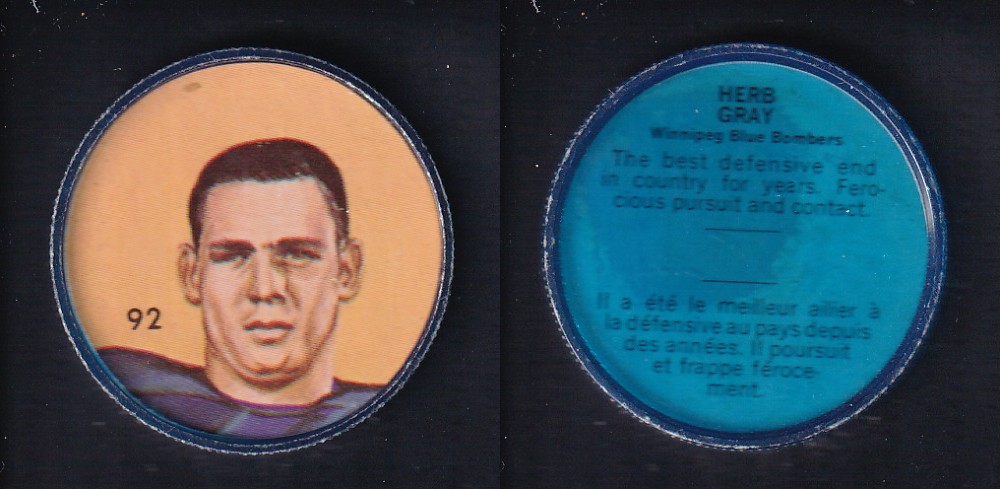 92
HERB
GRAY
Winnipeg Blue Bombers
The best defensive end
in country for years. Fero-
cious pursuit and contact.
Il a été le meilleur ailier à
la défensive au pays depuis
des années. Il poursuit
et frappe féroce-
ment.